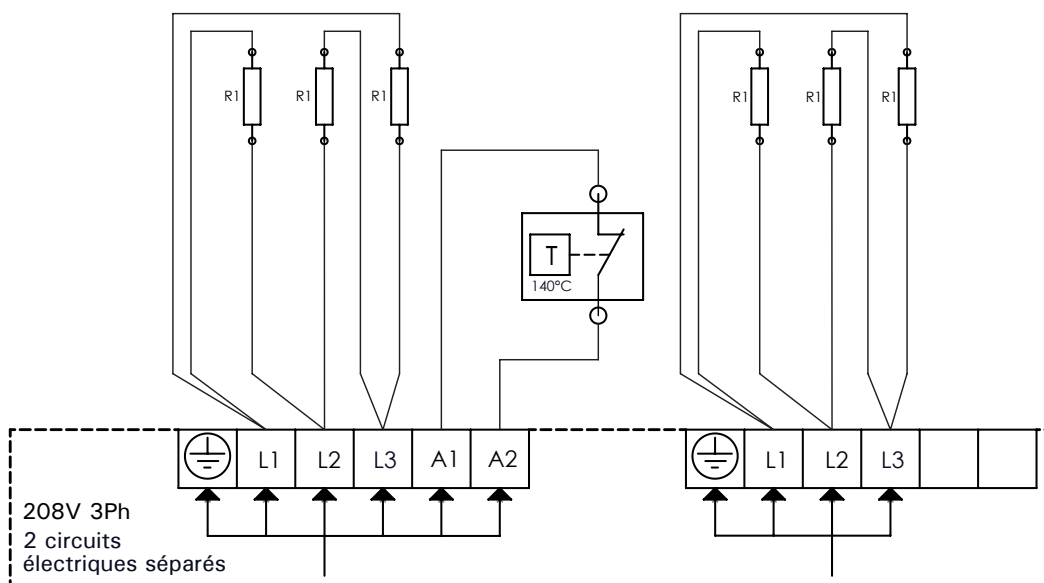 R1 R1 R1 R1 R1 R1
T
140°C
L1 L2 L3 A1 A2 L1 L2 L3
208V 3Ph
2 circuits
électriques séparés